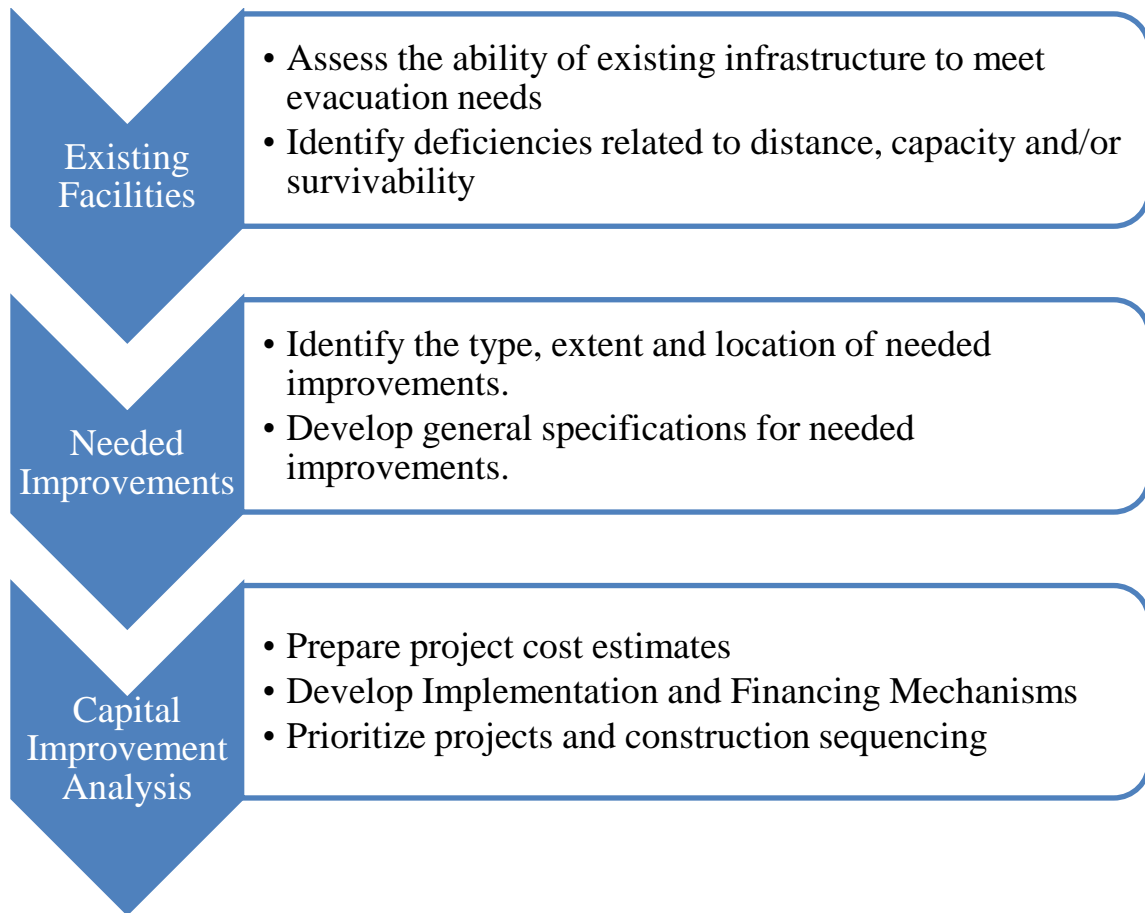 Existing
Facilities
• Assess the ability of existing infrastructure to meet
evacuation needs
• Identify deficiencies related to distance, capacity and/or
survivability
Needed
Improvements
• Identify the type, extent and location of needed
improvements.
• Develop general specifications for needed
improvements.
Capital
Improvement
Analysis
• Prepare project cost estimates
• Develop Implementation and Financing Mechanisms
• Prioritize projects and construction sequencing